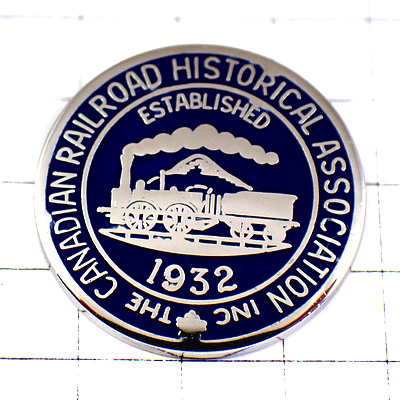 THE CANADIAN RAILROAD HISTORICAL ASSOCIATION INC
ESTABLISHED
1932